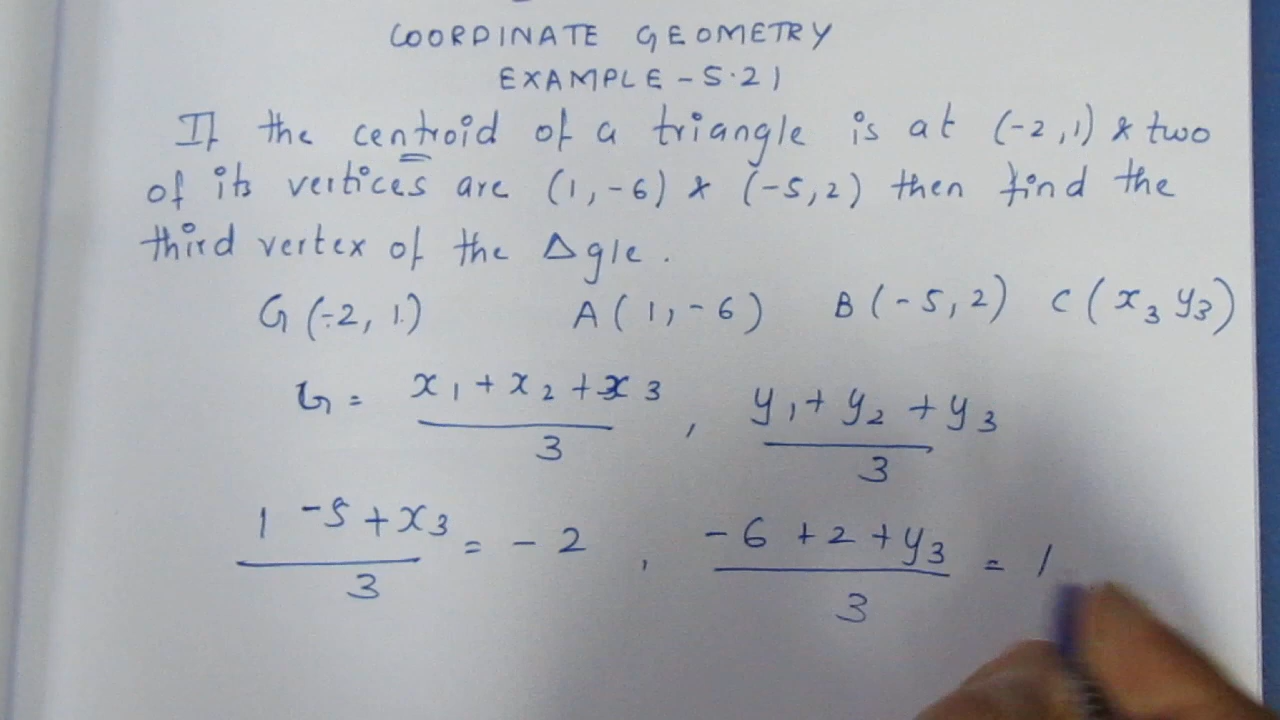 COORDINATE GEOMETRY
EXAMPLE - 5.21
If the centroid of a triangle is at (-2,1) & two
of its vertices are (1,-6) & (-5,2) then find the
third vertex of the Δgle.
G(-2, 1) A(1,-6) B(-5,2) C(x₃ y₃)
G = x₁ + x₂ + x₃ / 3 , y₁ + y₂ + y₃ / 3
1 -5 + x₃ / 3 = -2 , -6 + 2 + y₃ / 3 = 1